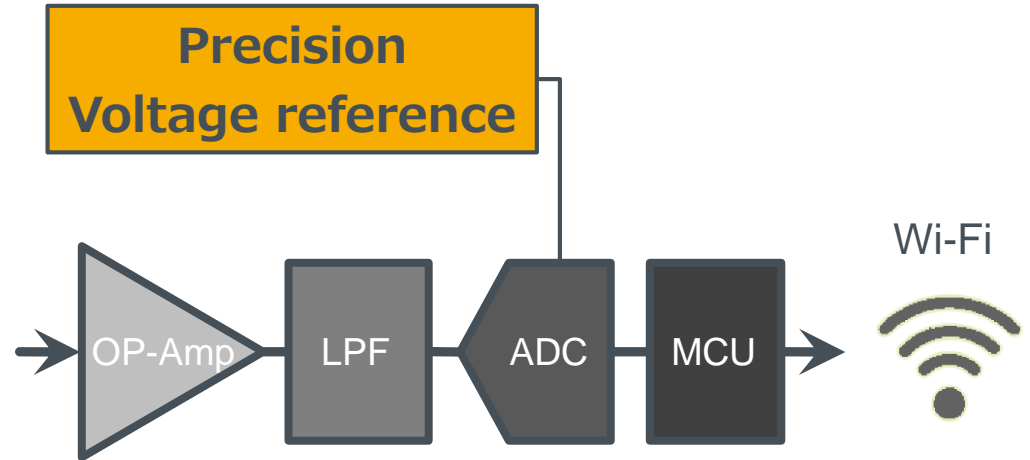 Precision
Voltage reference
Wi-Fi
OP-Amp
LPF
ADC
MCU